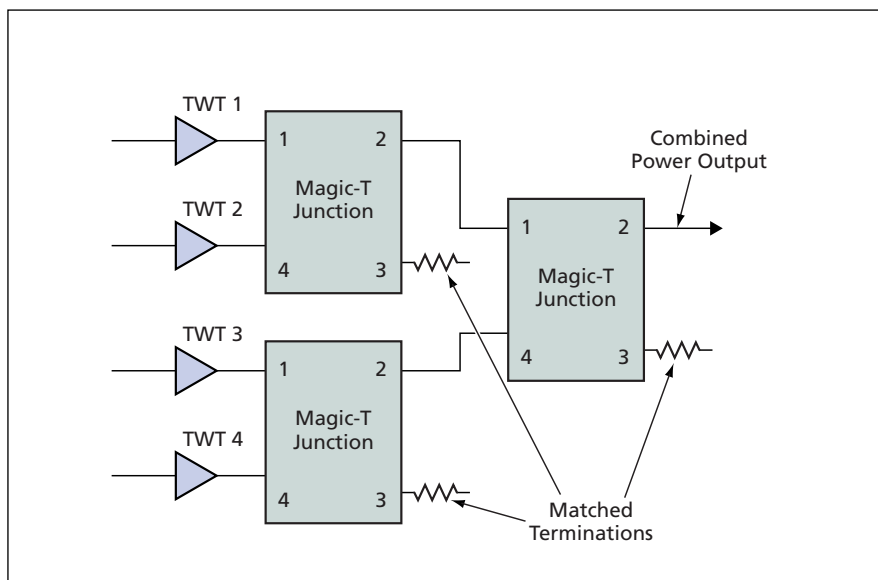 TWT 1
1
2
Magic-T
Junction
TWT 2
4
3
Combined
Power Output
1
2
Magic-T
Junction
4
3
TWT 3
1
2
Magic-T
Junction
TWT 4
4
3
Matched
Terminations